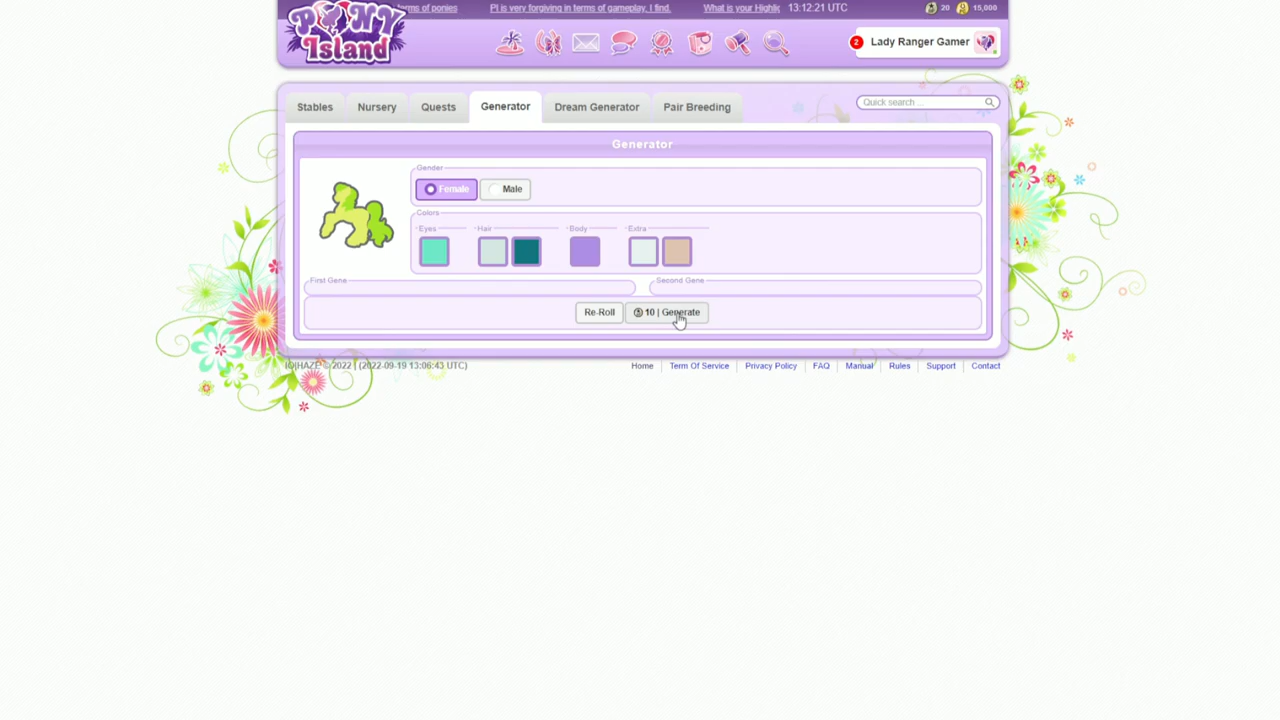 PONY
Island
rms of ponies
PI is very forgiving in terms of gameplay, I find.
What is your Highlig
13:12:21 UTC
20
15,000
2
Lady Ranger Gamer
Stables
Nursery
Quests
Generator
Dream Generator
Pair Breeding
Quick search ...
Generator
Gender
Female
Male
Colors
Eyes
Hair
Body
Extra
First Gene
Second Gene
Re-Roll
10 | Generate
IO|HAZE © 2022 | (2022-09-19 13:06:43 UTC)
Home
Term Of Service
Privacy Policy
FAQ
Manual
Rules
Support
Contact